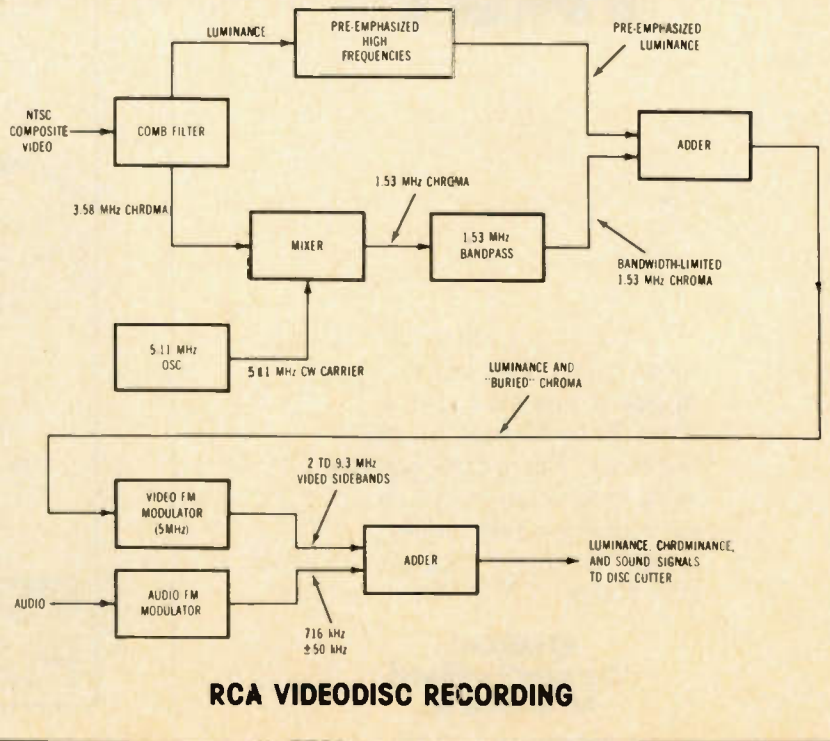 LUMINANCE
PRE-EMPHASIZED
HIGH
FREQUENCIES
PRE-EMPHASIZED
LUMINANCE
NTSC
COMPOSITE
VIDEO
COMB FILTER
ADDER
3.58 MHz CHROMA
1.53 MHz CHROMA
MIXER
1.53 MHz
BANDPASS
BANDWIDTH-LIMITED
1.53 MHz CHROMA
5.11 MHz
OSC
5.11 MHz CW CARRIER
LUMINANCE AND
"BURIED" CHROMA
2 TO 9.3 MHz
VIDEO SIDEBANDS
VIDEO FM
MODULATOR
(5MHz)
ADDER
LUMINANCE, CHROMINANCE,
AND SOUND SIGNALS
TO DISC CUTTER
AUDIO
AUDIO FM
MODULATOR
716 kHz
±50 kHz
RCA VIDEODISC RECORDING